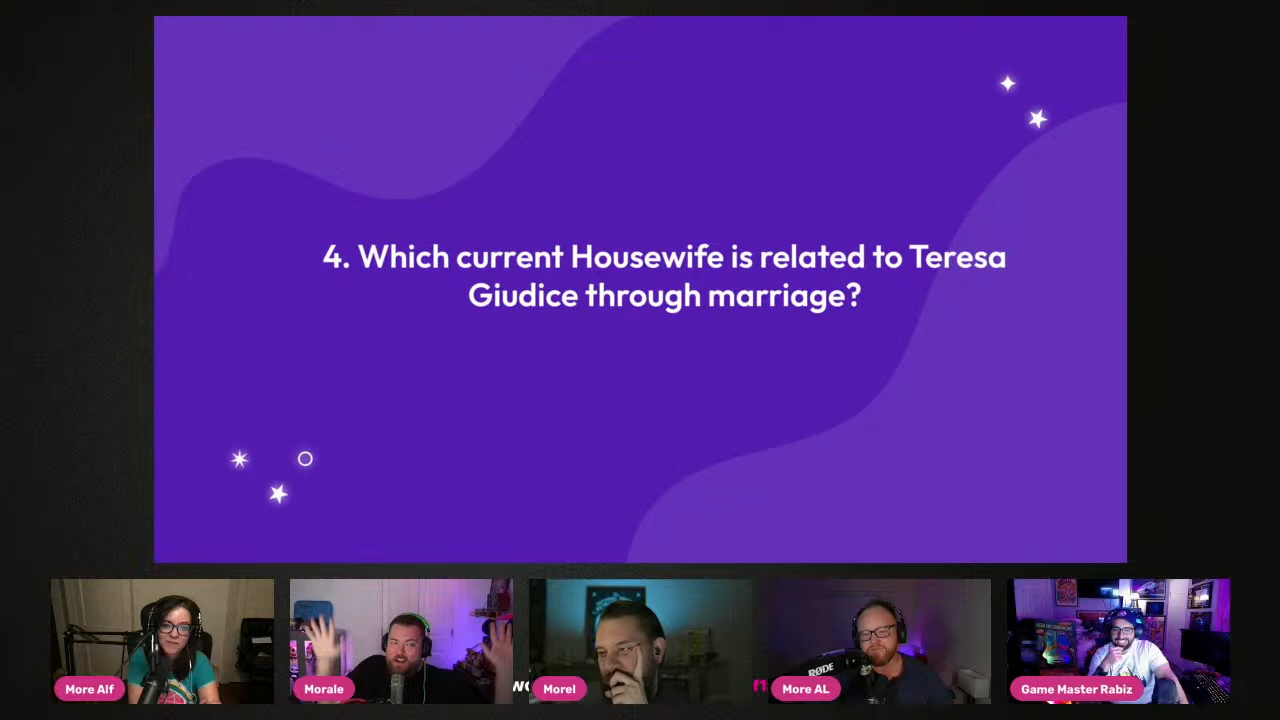 4. Which current Housewife is related to Teresa
Giudice through marriage?
RØDE
More Alf
Morale
Morel
More AL
Game Master Rabiz